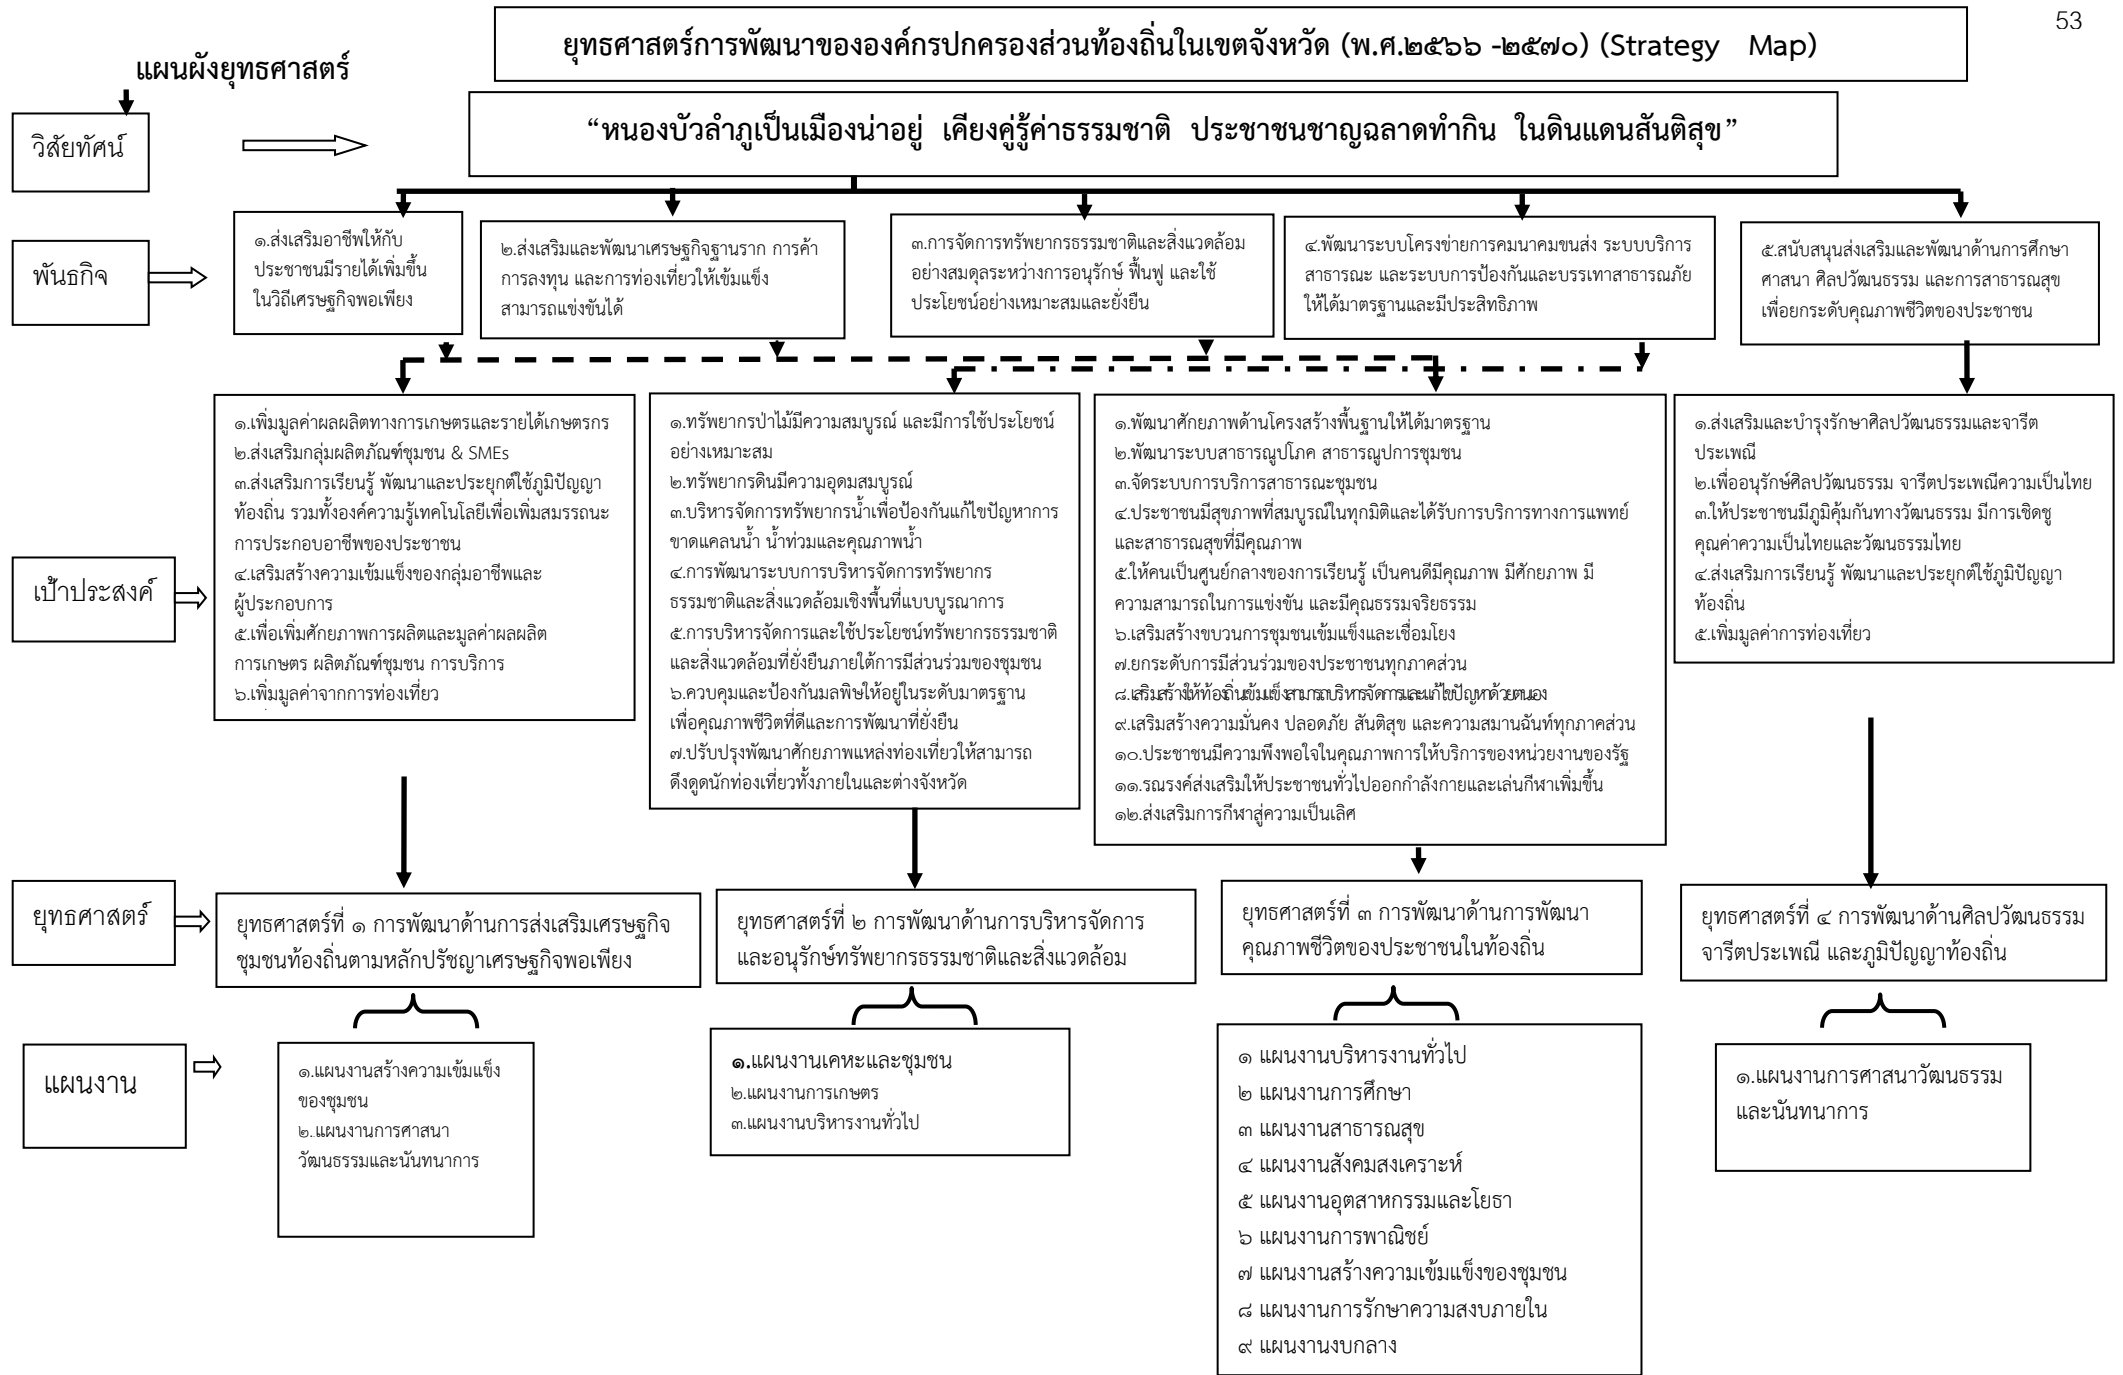 53
ยุทธศาสตร์การพัฒนาขององค์กรปกครองส่วนท้องถิ่นในเขตจังหวัด (พ.ศ.๒๕๖๖ -๒๕๗๐) (Strategy Map)
แผนผังยุทธศาสตร์
วิสัยทัศน์
“หนองบัวลำภูเป็นเมืองน่าอยู่ เคียงคู่รู้ค่าธรรมชาติ ประชาชนชาญฉลาดทำกิน ในดินแดนสันติสุข”
พันธกิจ
๑.ส่งเสริมอาชีพให้กับ
ประชาชนมีรายได้เพิ่มขึ้น
ในวิถีเศรษฐกิจพอเพียง
๒.ส่งเสริมและพัฒนาเศรษฐกิจฐานราก การค้า
การลงทุน และการท่องเที่ยวให้เข้มแข็ง
สามารถแข่งขันได้
๓.การจัดการทรัพยากรธรรมชาติและสิ่งแวดล้อม
อย่างสมดุลระหว่างการอนุรักษ์ ฟื้นฟู และใช้
ประโยชน์อย่างเหมาะสมและยั่งยืน
๔.พัฒนาระบบโครงข่ายการคมนาคมขนส่ง ระบบบริการ
สาธารณะ และระบบการป้องกันและบรรเทาสาธารณภัย
ให้ได้มาตรฐานและมีประสิทธิภาพ
๕.สนับสนุนส่งเสริมและพัฒนาด้านการศึกษา
ศาสนา ศิลปวัฒนธรรม และการสาธารณสุข
เพื่อยกระดับคุณภาพชีวิตของประชาชน
เป้าประสงค์
๑.เพิ่มมูลค่าผลผลิตทางการเกษตรและรายได้เกษตรกร
๒.ส่งเสริมกลุ่มผลิตภัณฑ์ชุมชน & SMEs
๓.ส่งเสริมการเรียนรู้ พัฒนาและประยุกต์ใช้ภูมิปัญญา
ท้องถิ่น รวมทั้งองค์ความรู้เทคโนโลยีเพื่อเพิ่มสมรรถนะ
การประกอบอาชีพของประชาชน
๔.เสริมสร้างความเข้มแข็งของกลุ่มอาชีพและ
ผู้ประกอบการ
๕.เพื่อเพิ่มศักยภาพการผลิตและมูลค่าผลผลิต
การเกษตร ผลิตภัณฑ์ชุมชน การบริการ
๖.เพิ่มมูลค่าจากการท่องเที่ยว
๑.ทรัพยากรป่าไม้มีความสมบูรณ์ และมีการใช้ประโยชน์
อย่างเหมาะสม
๒.ทรัพยากรดินมีความอุดมสมบูรณ์
๓.บริหารจัดการทรัพยากรน้ำเพื่อป้องกันแก้ไขปัญหาการ
ขาดแคลนน้ำ น้ำท่วมและคุณภาพน้ำ
๔.การพัฒนาระบบการบริหารจัดการทรัพยากร
ธรรมชาติและสิ่งแวดล้อมเชิงพื้นที่แบบบูรณาการ
๕.การบริหารจัดการและใช้ประโยชน์ทรัพยากรธรรมชาติ
และสิ่งแวดล้อมที่ยั่งยืนภายใต้การมีส่วนร่วมของชุมชน
๖.ควบคุมและป้องกันมลพิษให้อยู่ในระดับมาตรฐาน
เพื่อคุณภาพชีวิตที่ดีและการพัฒนาที่ยั่งยืน
๗.ปรับปรุงพัฒนาศักยภาพแหล่งท่องเที่ยวให้สามารถ
ดึงดูดนักท่องเที่ยวทั้งภายในและต่างจังหวัด
๑.พัฒนาศักยภาพด้านโครงสร้างพื้นฐานให้ได้มาตรฐาน
๒.พัฒนาระบบสาธารณูปโภค สาธารณูปการชุมชน
๓.จัดระบบการบริการสาธารณะชุมชน
๔.ประชาชนมีสุขภาพที่สมบูรณ์ในทุกมิติและได้รับการบริการทางการแพทย์
และสาธารณสุขที่มีคุณภาพ
๕.ให้คนเป็นศูนย์กลางของการเรียนรู้ เป็นคนดีมีคุณภาพ มีศักยภาพ มี
ความสามารถในการแข่งขัน และมีคุณธรรมจริยธรรม
๖.เสริมสร้างขบวนการชุมชนเข้มแข็งและเชื่อมโยง
๗.ยกระดับการมีส่วนร่วมของประชาชนทุกภาคส่วน
๘.เสริมสร้างให้ท้องถิ่นเข้มแข็งสามารถบริหารจัดการและแก้ไขปัญหาด้วยตนเอง
๙.เสริมสร้างความมั่นคง ปลอดภัย สันติสุข และความสมานฉันท์ทุกภาคส่วน
๑๐.ประชาชนมีความพึงพอใจในคุณภาพการให้บริการของหน่วยงานของรัฐ
๑๑.รณรงค์ส่งเสริมให้ประชาชนทั่วไปออกกำลังกายและเล่นกีฬาเพิ่มขึ้น
๑๒.ส่งเสริมการกีฬาสู่ความเป็นเลิศ
๑.ส่งเสริมและบำรุงรักษาศิลปวัฒนธรรมและจารีต
ประเพณี
๒.เพื่ออนุรักษ์ศิลปวัฒนธรรม จารีตประเพณีความเป็นไทย
๓.ให้ประชาชนมีภูมิคุ้มกันทางวัฒนธรรม มีการเชิดชู
คุณค่าความเป็นไทยและวัฒนธรรมไทย
๔.ส่งเสริมการเรียนรู้ พัฒนาและประยุกต์ใช้ภูมิปัญญา
ท้องถิ่น
๕.เพิ่มมูลค่าการท่องเที่ยว
ยุทธศาสตร์
ยุทธศาสตร์ที่ ๑ การพัฒนาด้านการส่งเสริมเศรษฐกิจ
ชุมชนท้องถิ่นตามหลักปรัชญาเศรษฐกิจพอเพียง
ยุทธศาสตร์ที่ ๒ การพัฒนาด้านการบริหารจัดการ
และอนุรักษ์ทรัพยากรธรรมชาติและสิ่งแวดล้อม
ยุทธศาสตร์ที่ ๓ การพัฒนาด้านการพัฒนา
คุณภาพชีวิตของประชาชนในท้องถิ่น
ยุทธศาสตร์ที่ ๔ การพัฒนาด้านศิลปวัฒนธรรม
จารีตประเพณี และภูมิปัญญาท้องถิ่น
แผนงาน
๑.แผนงานสร้างความเข้มแข็ง
ของชุมชน
๒.แผนงานการศาสนา
วัฒนธรรมและนันทนาการ
๑.แผนงานเคหะและชุมชน
๒.แผนงานการเกษตร
๓.แผนงานบริหารงานทั่วไป
๑ แผนงานบริหารงานทั่วไป
๒ แผนงานการศึกษา
๓ แผนงานสาธารณสุข
๔ แผนงานสังคมสงเคราะห์
๕ แผนงานอุตสาหกรรมและโยธา
๖ แผนงานการพาณิชย์
๗ แผนงานสร้างความเข้มแข็งของชุมชน
๘ แผนงานการรักษาความสงบภายใน
๙ แผนงานงบกลาง
๑.แผนงานการศาสนาวัฒนธรรม
และนันทนาการ